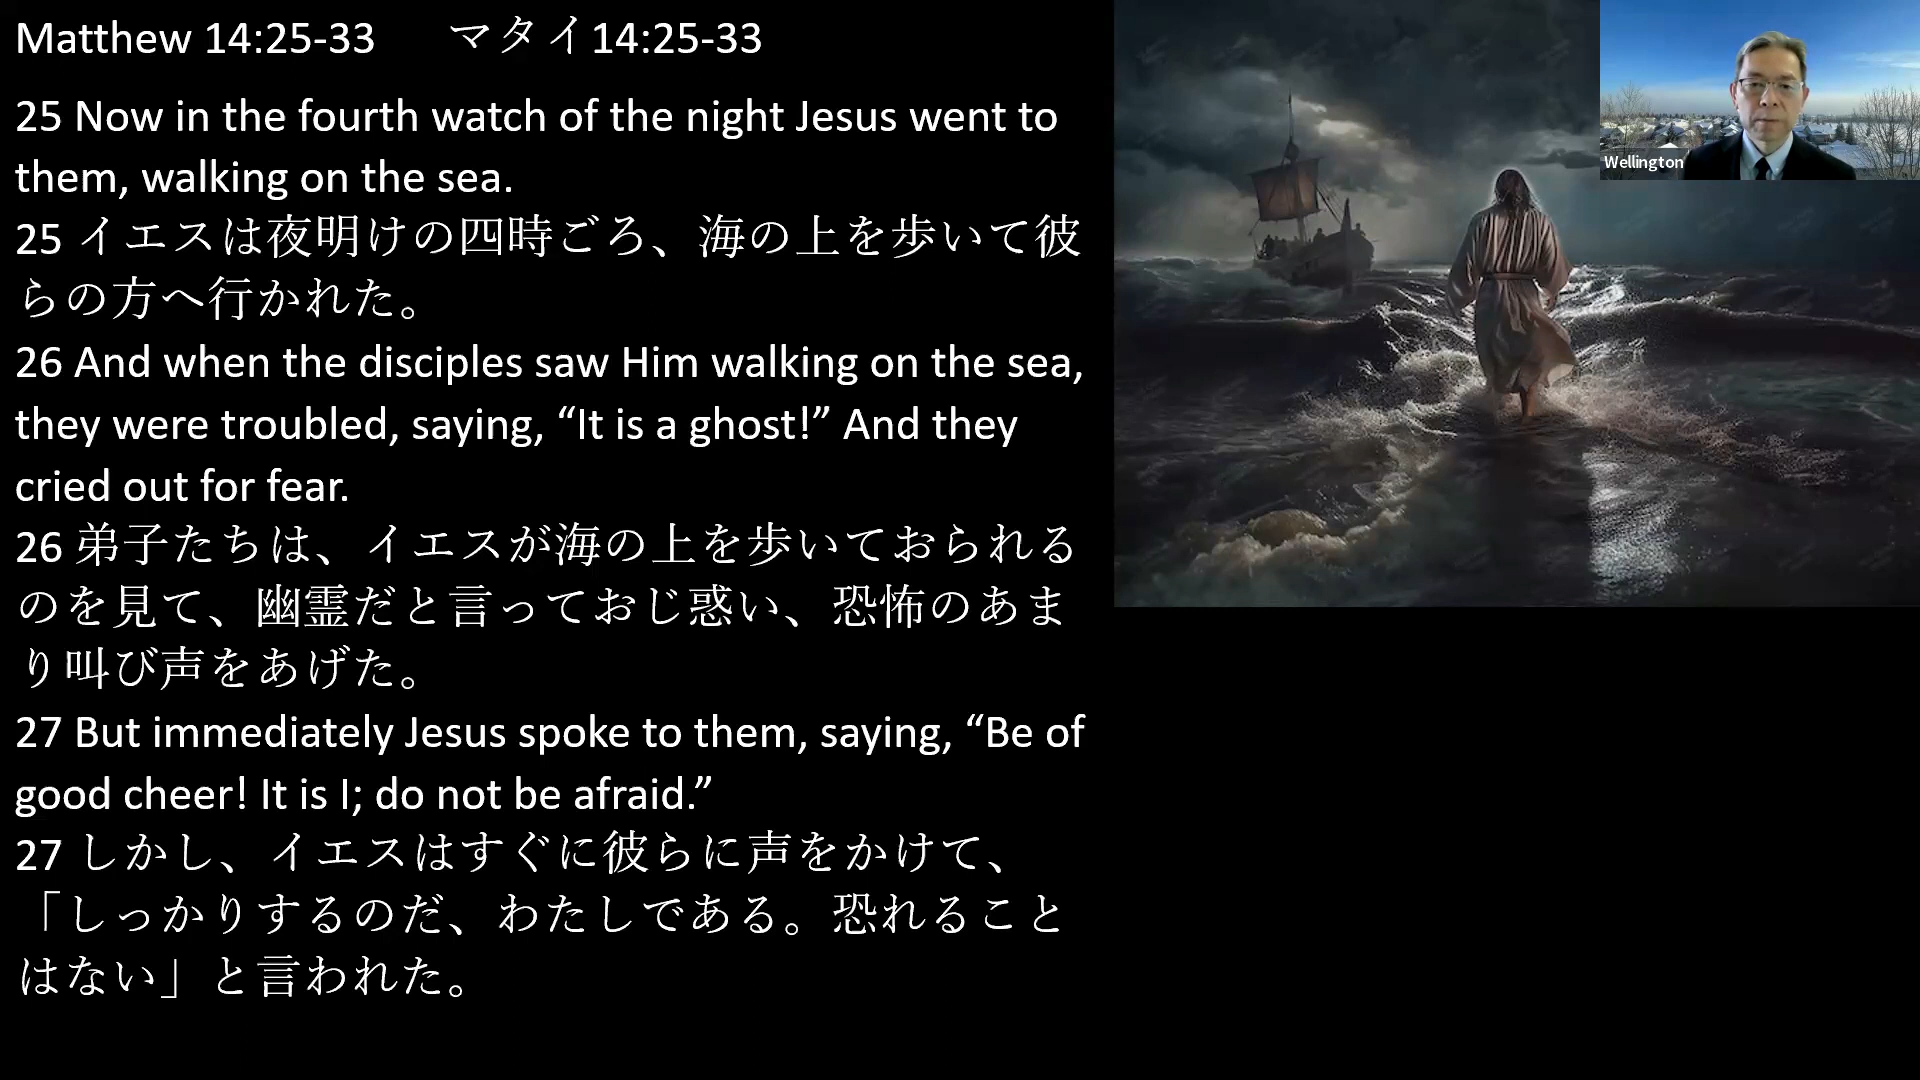 Matthew 14:25-33 マタイ14:25-33
25 Now in the fourth watch of the night Jesus went to
them, walking on the sea.
25 イエスは夜明けの四時ごろ、海の上を歩いて彼
らの方へ行かれた。
26 And when the disciples saw Him walking on the sea,
they were troubled, saying, “It is a ghost!” And they
cried out for fear.
26 弟子たちは、イエスが海の上を歩いておられる
のを見て、幽霊だと言っておじ惑い、恐怖のあま
り叫び声をあげた。
27 But immediately Jesus spoke to them, saying, “Be of
good cheer! It is I; do not be afraid.”
27 しかし、イエスはすぐに彼らに声をかけて、
「しっかりするのだ、わたしである。恐れること
はない」と言われた。
Wellington